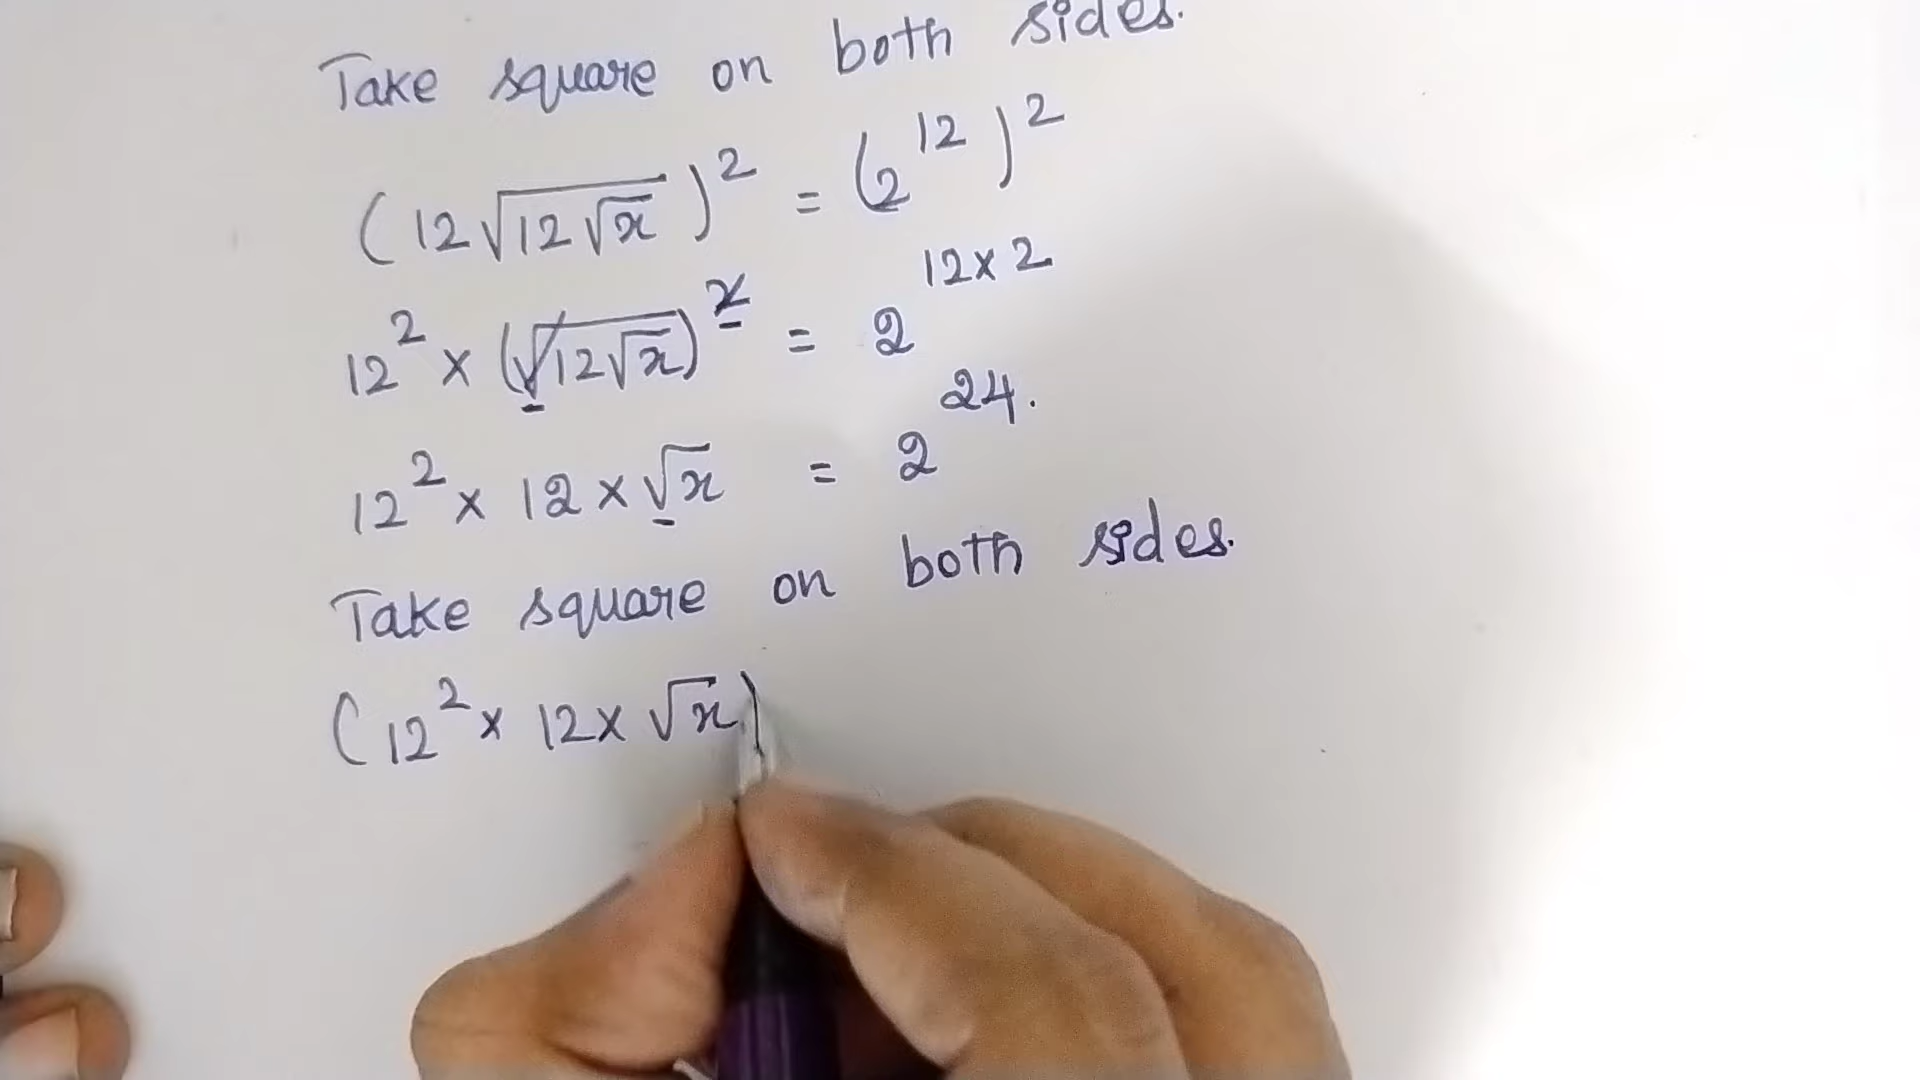 Take square on both sides.
(12√(12√x))² = (2¹²)²
12² × (√(12√x))² = 2^(12×2)
12² × 12 × √x = 2²⁴.
Take square on both sides.
(12² × 12 × √x)